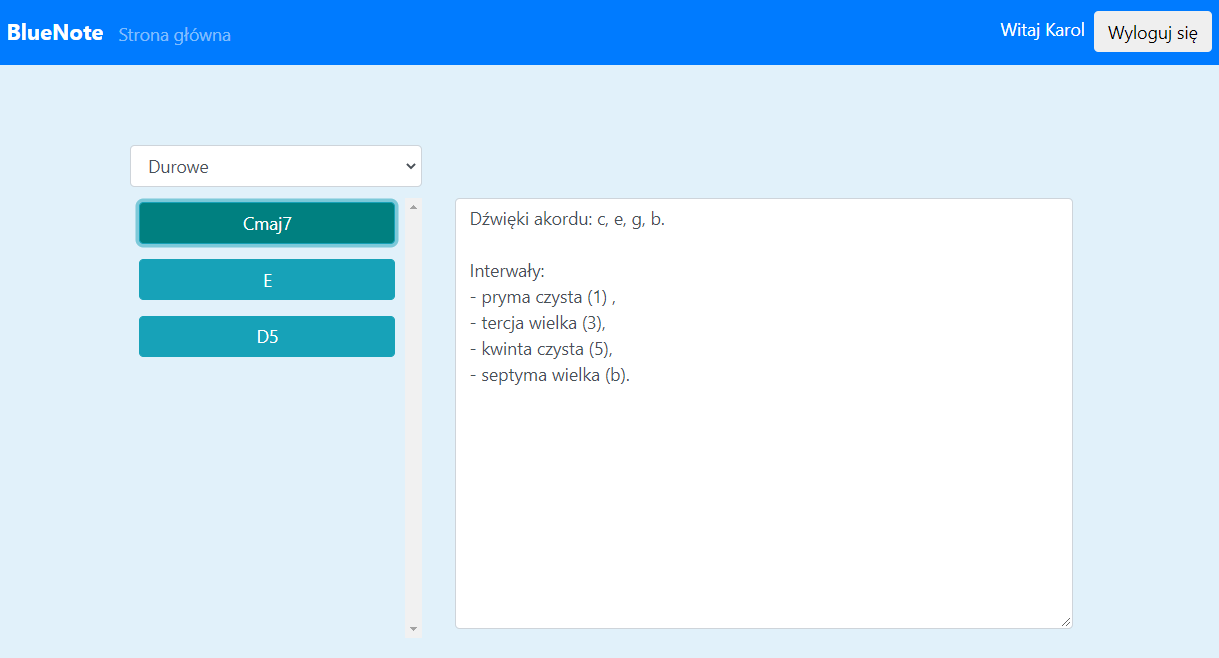 BlueNote Strona główna Witaj Karol Wyloguj się
Durowe
Cmaj7
E
D5
Dźwięki akordu: c, e, g, b.
Interwały:
- pryma czysta (1) ,
- tercja wielka (3),
- kwinta czysta (5),
- septyma wielka (b).